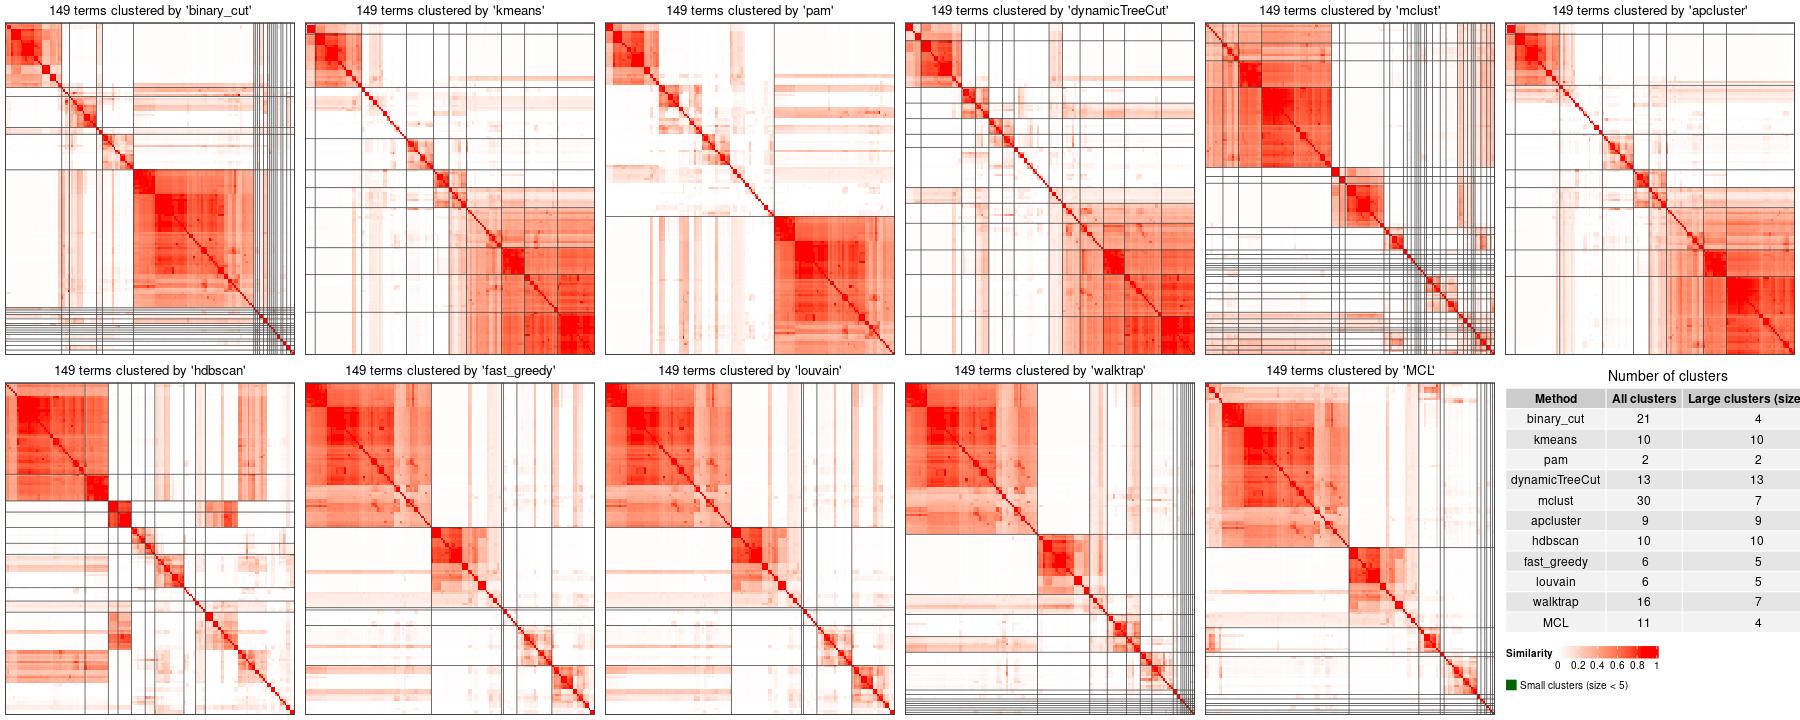 149 terms clustered by 'binary_cut'
149 terms clustered by 'kmeans'
149 terms clustered by 'pam'
149 terms clustered by 'dynamicTreeCut'
149 terms clustered by 'mclust'
149 terms clustered by 'apcluster'
149 terms clustered by 'hdbscan'
149 terms clustered by 'fast_greedy'
149 terms clustered by 'louvain'
149 terms clustered by 'walktrap'
149 terms clustered by 'MCL'
Number of clusters
Method All clusters Large clusters (size
binary_cut 21 4
kmeans 10 10
pam 2 2
dynamicTreeCut 13 13
mclust 30 7
apcluster 9 9
hdbscan 10 10
fast_greedy 6 5
louvain 6 5
walktrap 16 7
MCL 11 4
Similarity
0 0.2 0.4 0.6 0.8 1
Small clusters (size < 5)